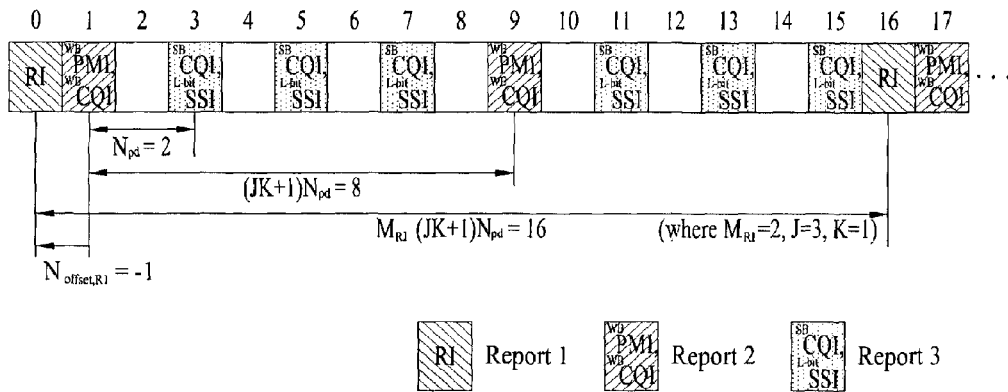 0 1 2 3 4 5 6 7 8 9 10 11 12 13 14 15 16 17
RI
WB PMI, WB CQI
SB CQI, L-bit SSI
SB CQI, L-bit SSI
SB CQI, L-bit SSI
WB PMI, WB CQI
SB CQI, L-bit SSI
SB CQI, L-bit SSI
SB CQI, L-bit SSI
RI
WB PMI, WB CQI
. . .
N_pd = 2
(JK+1)N_pd = 8
M_RI (JK+1)N_pd = 16 (where M_RI=2, J=3, K=1)
N_offset,RI = -1
RI Report 1
WB PMI, WB CQI Report 2
SB CQI, L-bit SSI Report 3